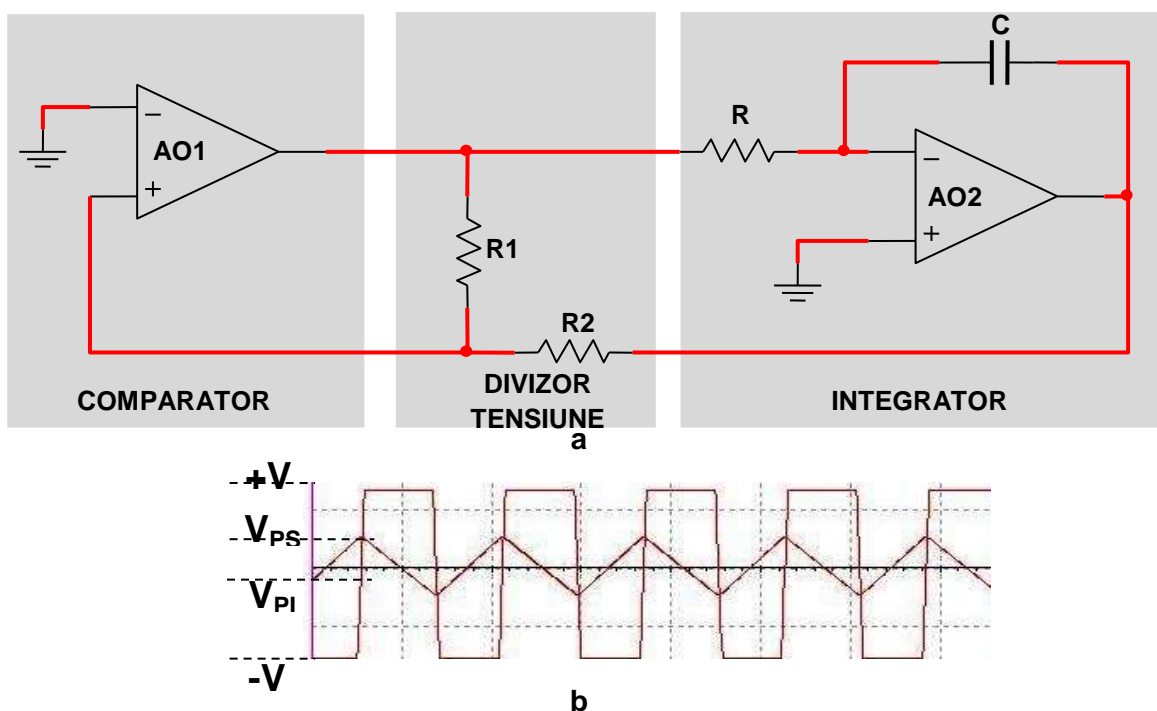 C
R
−
AO1
+
−
AO2
+
R1
R2
COMPARATOR
DIVIZOR
TENSIUNE
INTEGRATOR
a
+V
VPS
VPI
-V
b